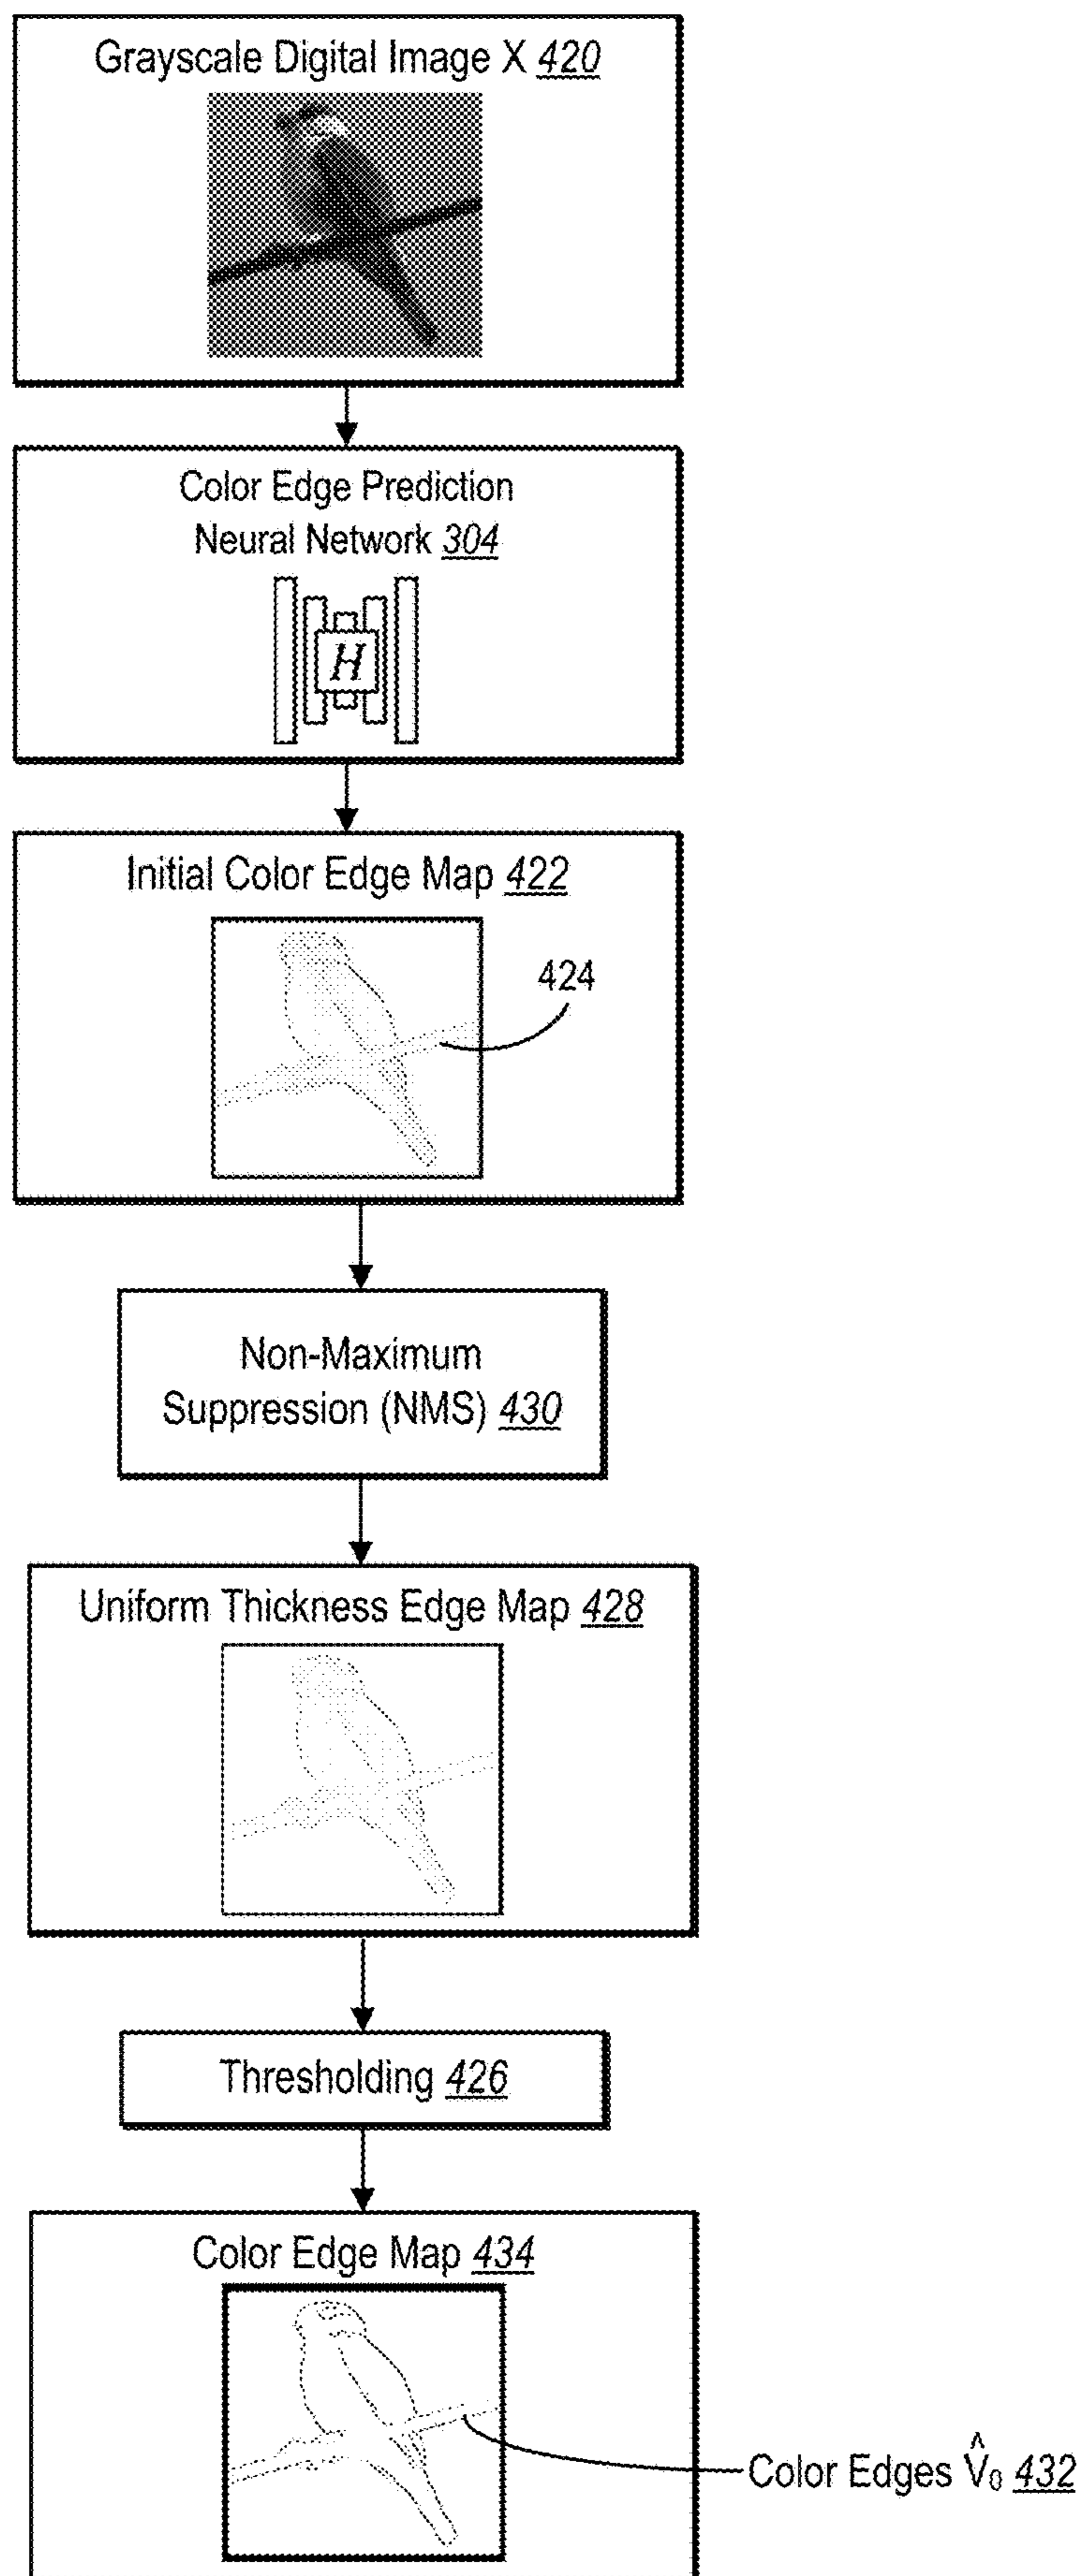 Grayscale Digital Image X 420
Color Edge Prediction
Neural Network 304
H
Initial Color Edge Map 422
424
Non-Maximum
Suppression (NMS) 430
Uniform Thickness Edge Map 428
Thresholding 426
Color Edge Map 434
Color Edges V̂₀ 432